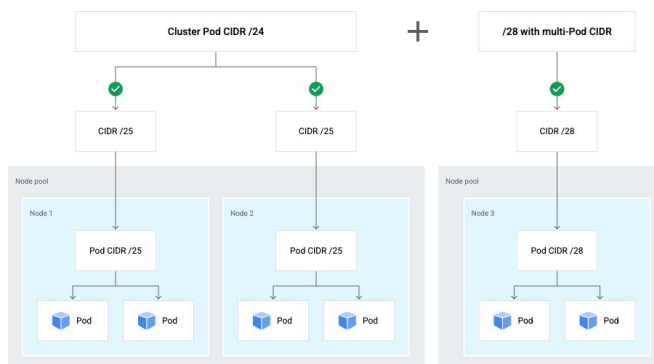 Cluster Pod CIDR /24
+
/28 with multi-Pod CIDR
CIDR /25
CIDR /25
CIDR /28
Node pool
Node pool
Node 1
Node 2
Node 3
Pod CIDR /25
Pod CIDR /25
Pod CIDR /28
Pod
Pod
Pod
Pod
Pod
Pod